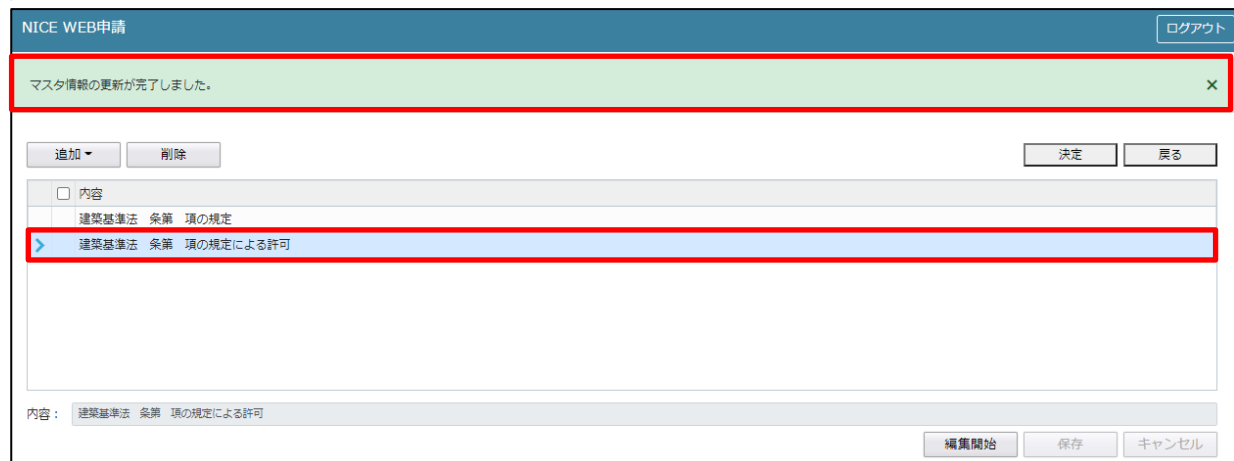 NICE WEB申請 ログアウト
マスタ情報の更新が完了しました。 ×
追加 削除 決定 戻る
内容
建築基準法　条第　項の規定
建築基準法　条第　項の規定による許可
内容： 建築基準法　条第　項の規定による許可
編集開始 保存 キャンセル